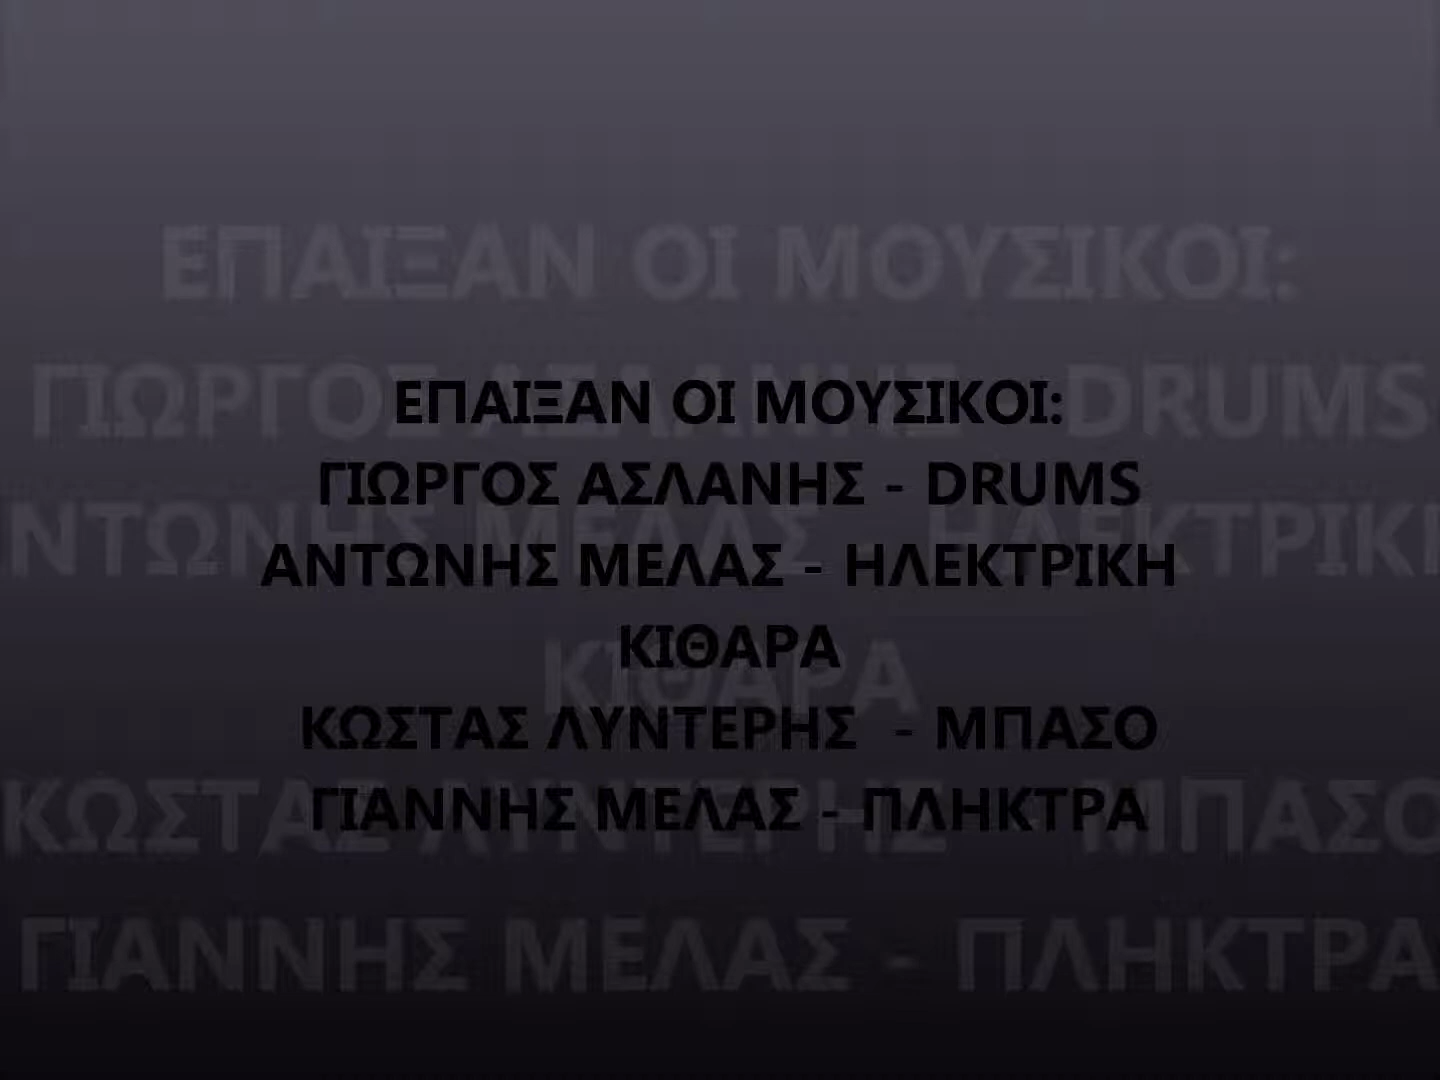 ΕΠΑΙΞΑΝ ΟΙ ΜΟΥΣΙΚΟΙ:
ΓΙΩΡΓΟΣ ΑΣΛΑΝΗΣ - DRUMS
ΑΝΤΩΝΗΣ ΜΕΛΑΣ - ΗΛΕΚΤΡΙΚΗ
ΚΙΘΑΡΑ
ΚΩΣΤΑΣ ΛΥΝΤΕΡΗΣ - ΜΠΑΣΟ
ΓΙΑΝΝΗΣ ΜΕΛΑΣ - ΠΛΗΚΤΡΑ